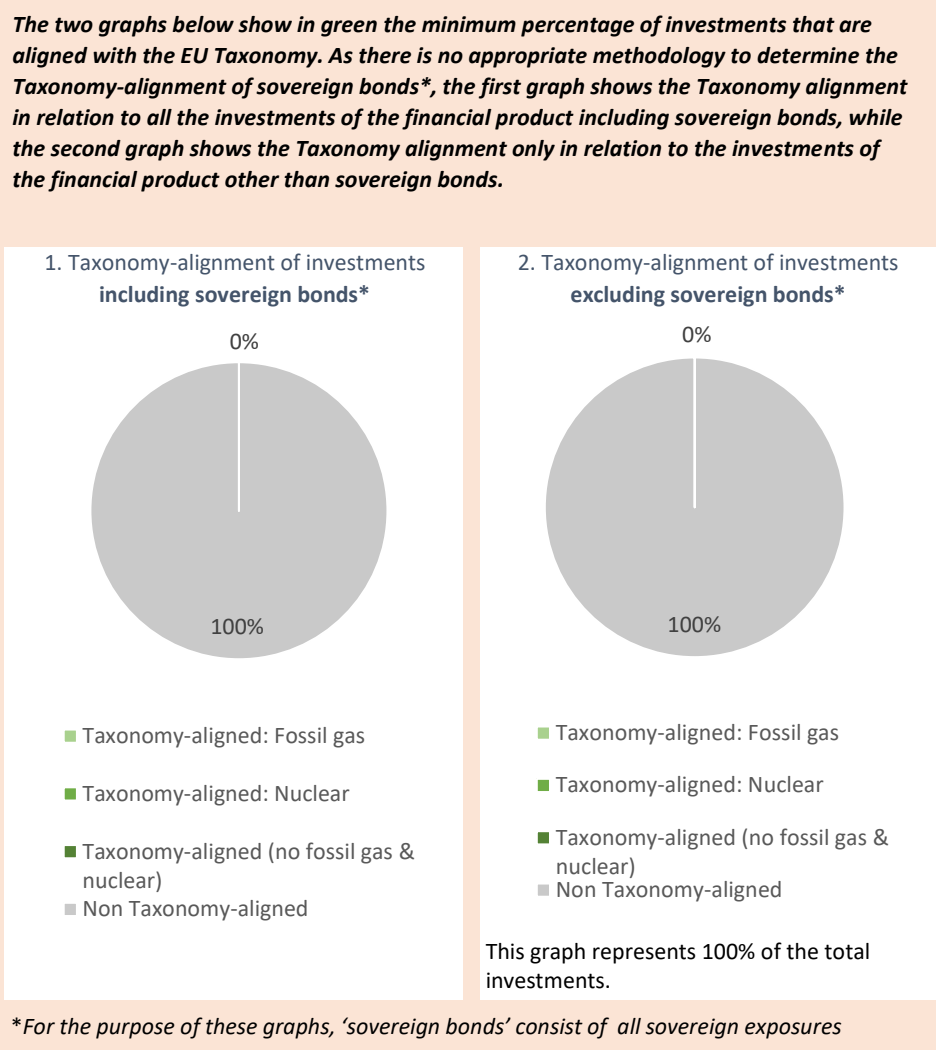 The two graphs below show in green the minimum percentage of investments that are
aligned with the EU Taxonomy. As there is no appropriate methodology to determine the
Taxonomy-alignment of sovereign bonds*, the first graph shows the Taxonomy alignment
in relation to all the investments of the financial product including sovereign bonds, while
the second graph shows the Taxonomy alignment only in relation to the investments of
the financial product other than sovereign bonds.
1. Taxonomy-alignment of investments
including sovereign bonds*
0%
100%
Taxonomy-aligned: Fossil gas
Taxonomy-aligned: Nuclear
Taxonomy-aligned (no fossil gas &
nuclear)
Non Taxonomy-aligned
2. Taxonomy-alignment of investments
excluding sovereign bonds*
0%
100%
Taxonomy-aligned: Fossil gas
Taxonomy-aligned: Nuclear
Taxonomy-aligned (no fossil gas &
nuclear)
Non Taxonomy-aligned
This graph represents 100% of the total
investments.
*For the purpose of these graphs, ‘sovereign bonds’ consist of all sovereign exposures